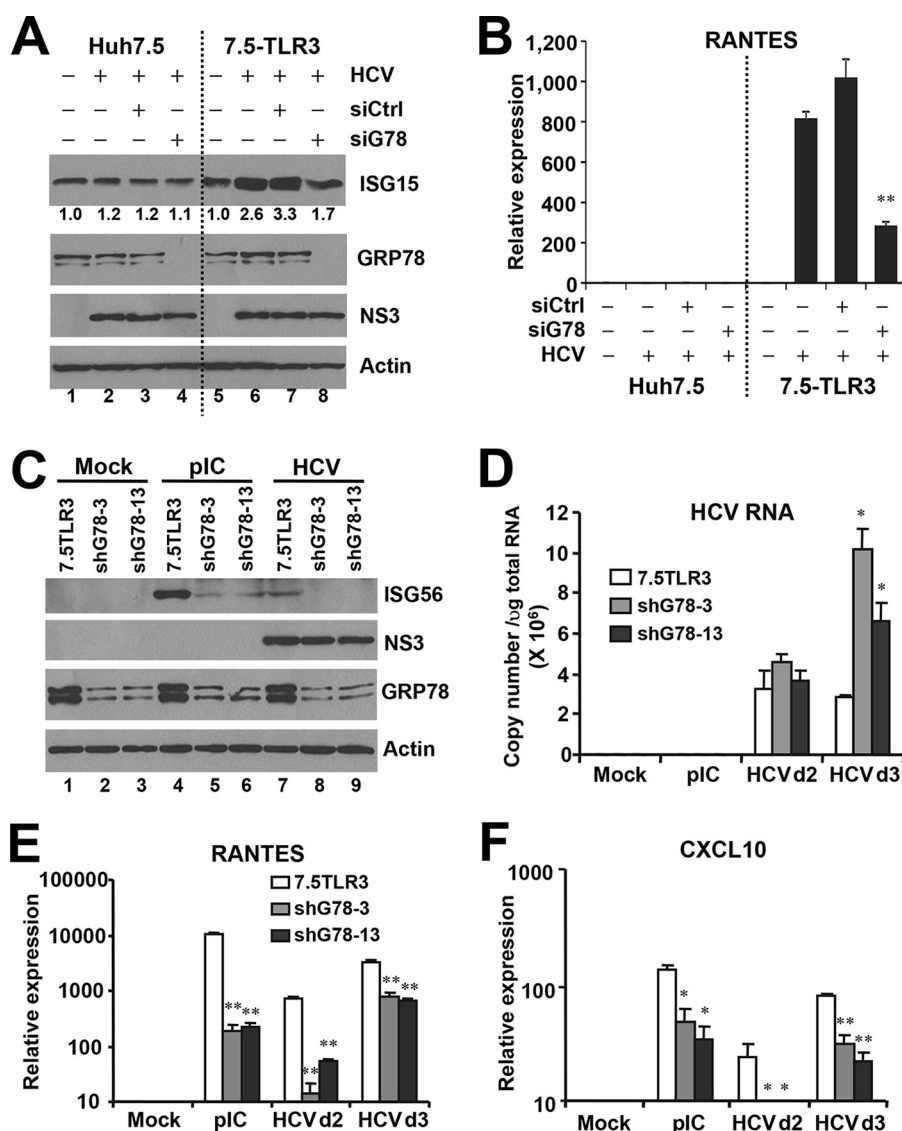 A
Huh7.5 7.5-TLR3
– + + + – + + + HCV
– – + – – – + – siCtrl
– – – + – – – + siG78
ISG15
1.0 1.2 1.2 1.1 1.0 2.6 3.3 1.7
GRP78
NS3
Actin
1 2 3 4 5 6 7 8
B
RANTES
Relative expression
1,200
1,000
800
600
400
200
0
**
siCtrl – – + – – – + –
siG78 – – – + – – – +
HCV – + + + – + + +
Huh7.5 7.5-TLR3
C
Mock pIC HCV
7.5TLR3 shG78-3 shG78-13 7.5TLR3 shG78-3 shG78-13 7.5TLR3 shG78-3 shG78-13
ISG56
NS3
GRP78
Actin
1 2 3 4 5 6 7 8 9
D
HCV RNA
Copy number /υg total RNA
(X 10⁶)
12
10
8
6
4
2
0
7.5TLR3
shG78-3
shG78-13
* *
Mock pIC HCV d2 HCV d3
E
RANTES
Relative expression
100000
10000
1000
100
10
7.5TLR3
shG78-3
shG78-13
** ** ** ** ** **
Mock pIC HCV d2 HCV d3
F
CXCL10
Relative expression
1000
100
10
* * * * ** **
Mock pIC HCV d2 HCV d3